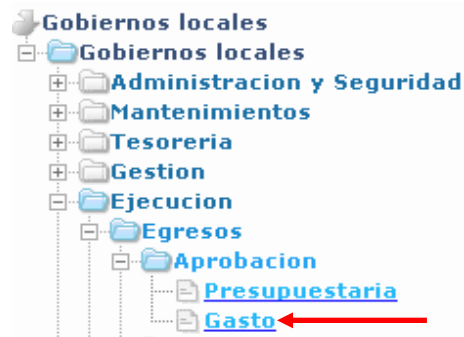 Gobiernos locales
Gobiernos locales
Administracion y Seguridad
Mantenimientos
Tesoreria
Gestion
Ejecucion
Egresos
Aprobacion
Presupuestaria
Gasto